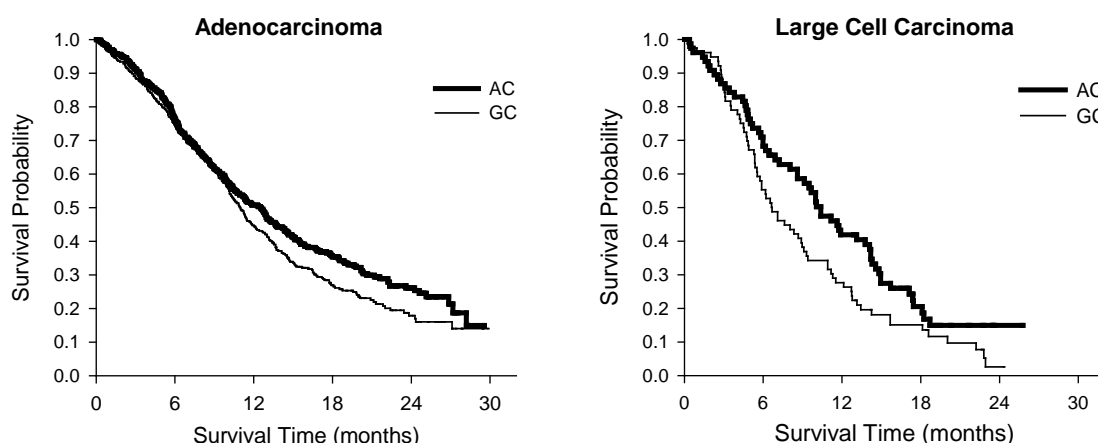 Adenocarcinoma
1.0
0.9
0.8
0.7
0.6
0.5
0.4
0.3
0.2
0.1
0.0
Survival Probability
AC
GC
0 6 12 18 24 30
Survival Time (months)
Large Cell Carcinoma
1.0
0.9
0.8
0.7
0.6
0.5
0.4
0.3
0.2
0.1
0.0
Survival Probability
AC
GC
0 6 12 18 24 30
Survival Time (months)